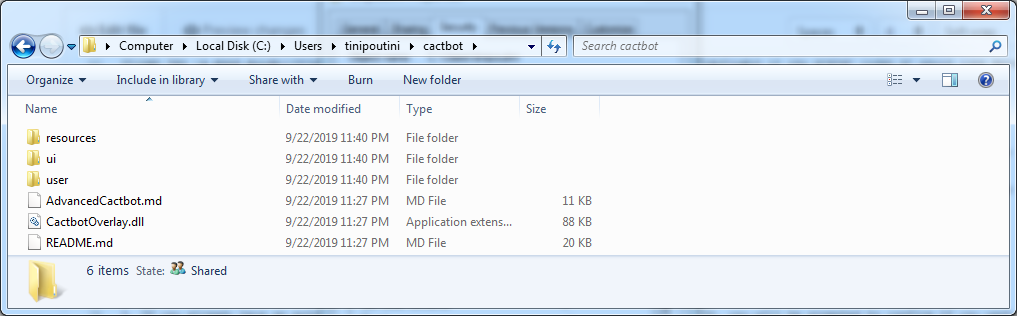 Computer ▸ Local Disk (C:) ▸ Users ▸ tinipoutini ▸ cactbot ▸ Search cactbot
Organize Include in library Share with Burn New folder
Name Date modified Type Size
resources 9/22/2019 11:40 PM File folder
ui 9/22/2019 11:40 PM File folder
user 9/22/2019 11:40 PM File folder
AdvancedCactbot.md 9/22/2019 11:27 PM MD File 11 KB
CactbotOverlay.dll 9/22/2019 11:27 PM Application extens... 88 KB
README.md 9/22/2019 11:27 PM MD File 20 KB
6 items State: Shared